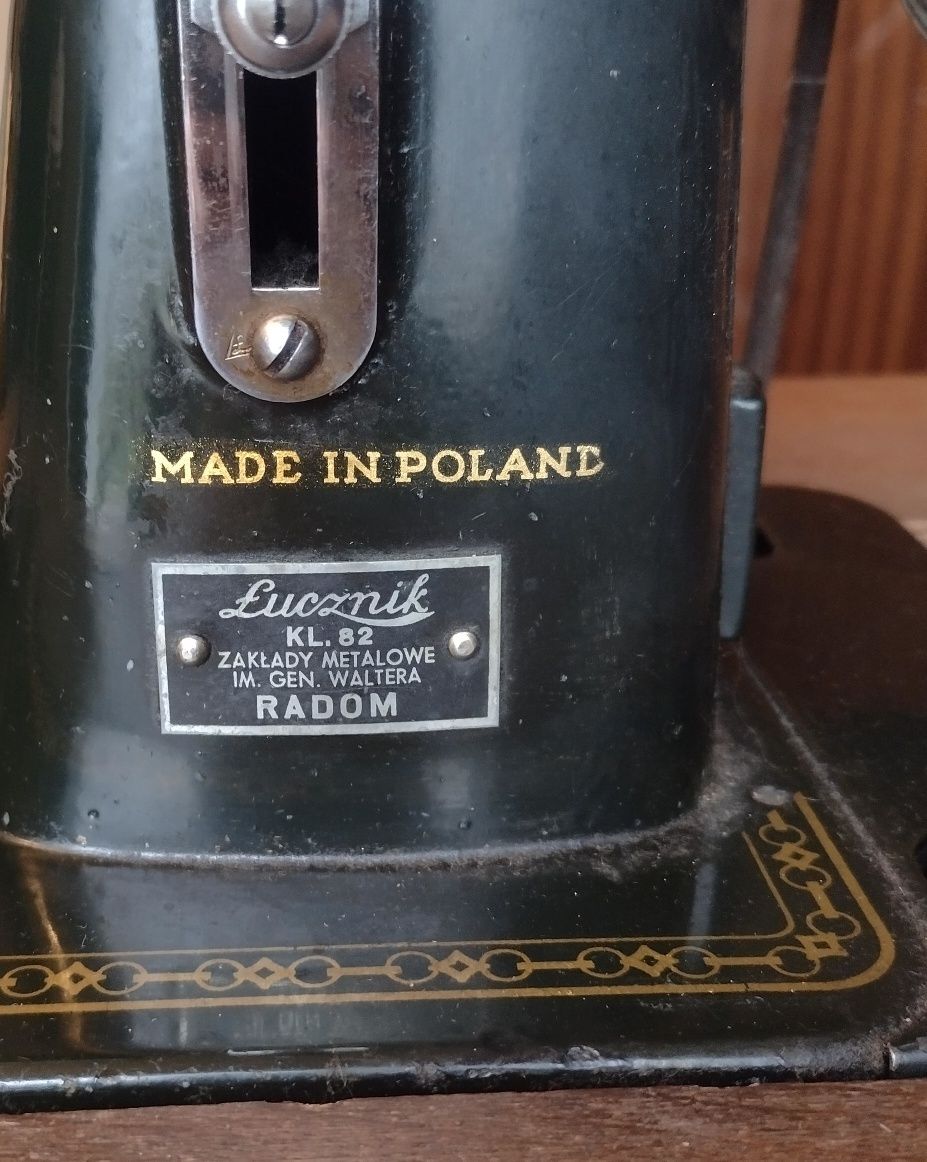 MADE IN POLAND
Łucznik
KL. 82
ZAKŁADY METALOWE
IM. GEN. WALTERA
RADOM